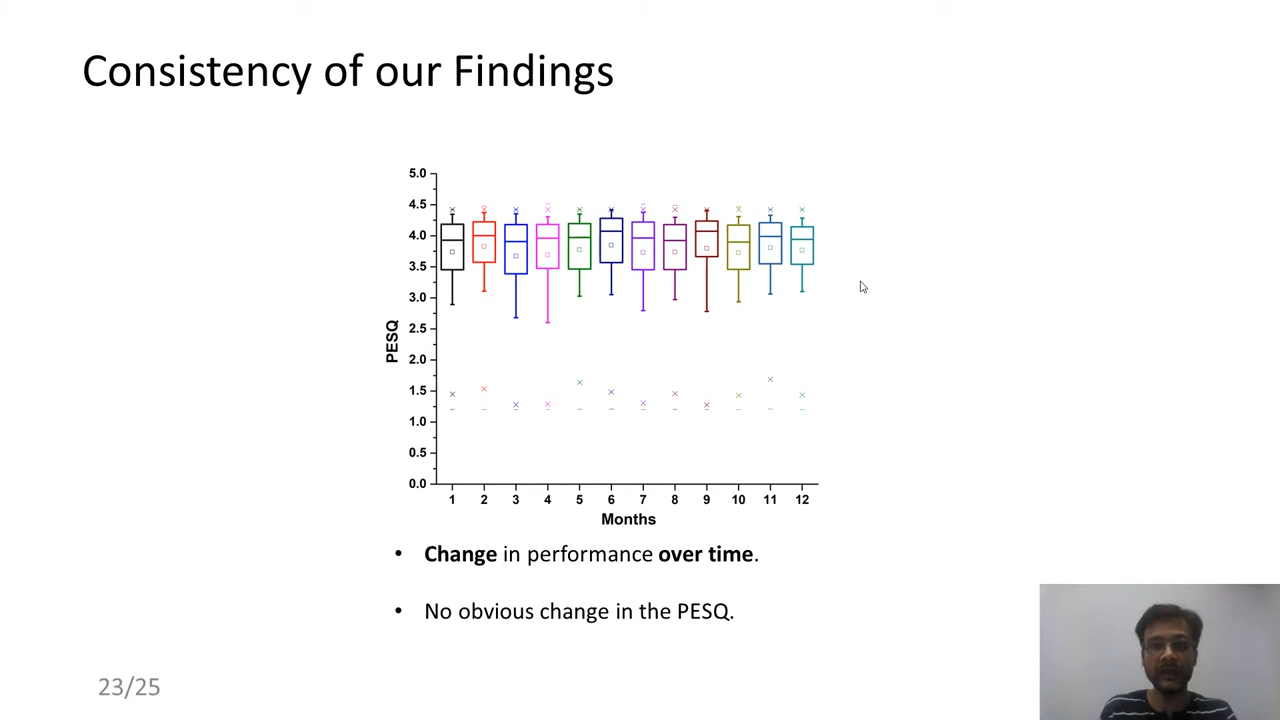 Consistency of our Findings
5.0
4.5
4.0
3.5
3.0
2.5
2.0
1.5
1.0
0.5
0.0
PESQ
1 2 3 4 5 6 7 8 9 10 11 12
Months
• Change in performance over time.
• No obvious change in the PESQ.
23/25